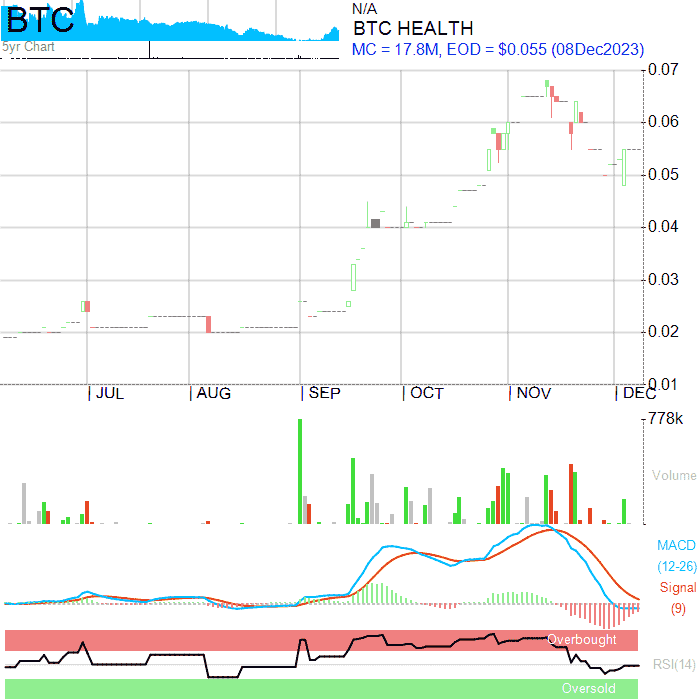 BTC
5yr Chart
N/A
BTC HEALTH
MC = 17.8M, EOD = $0.055 (08Dec2023)
0.07
0.06
0.05
0.04
0.03
0.02
0.01
JUL AUG SEP OCT NOV DEC
778k
Volume
MACD
(12-26)
Signal
(9)
Overbought
RSI(14)
Oversold